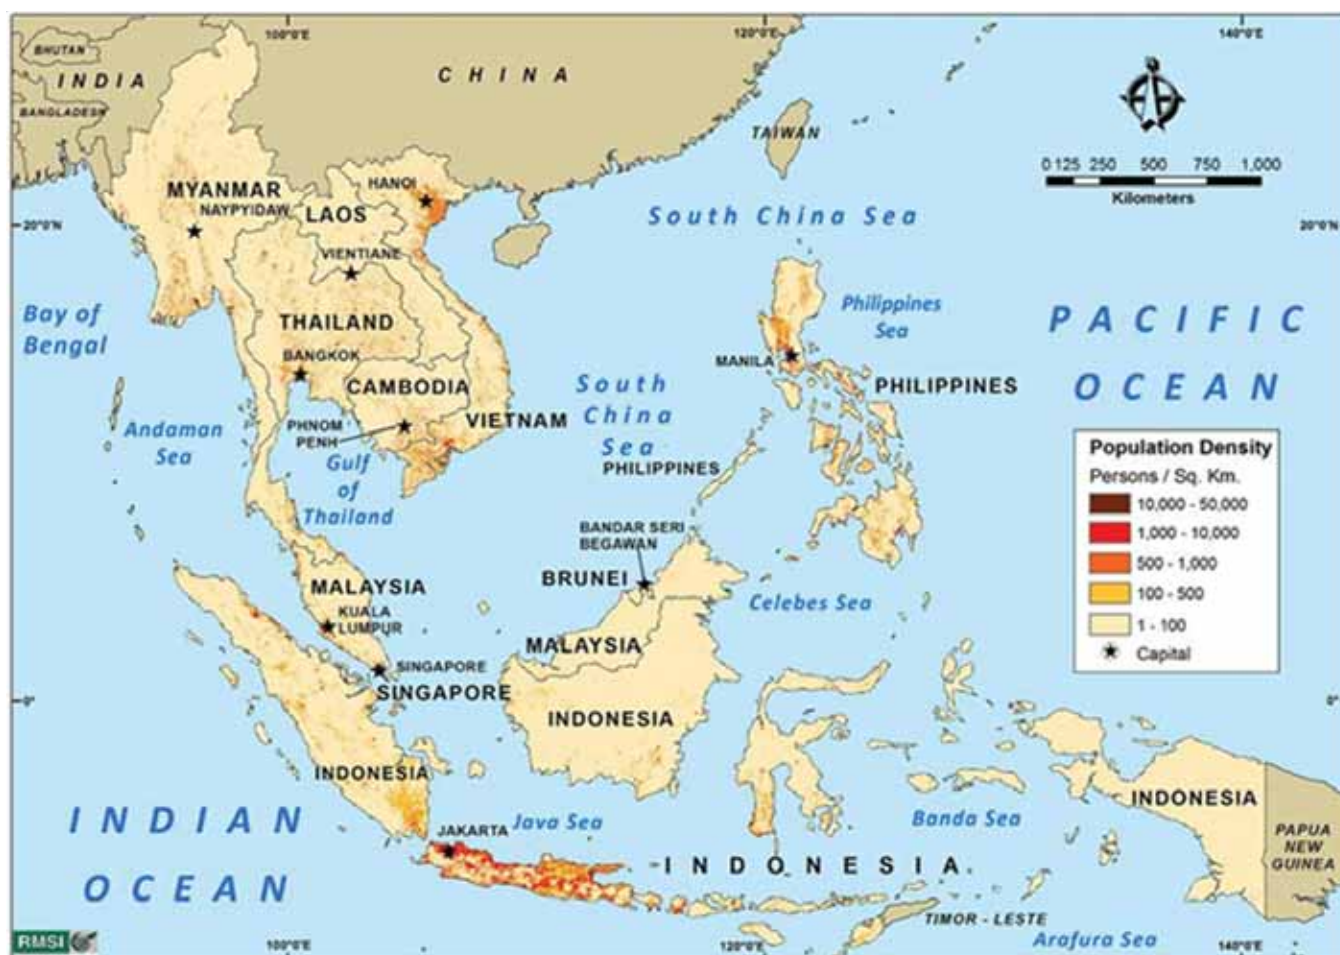 100°0'E
120°0'E
140°0'E
BHUTAN
INDIA
BANGLADESH
CHINA
TAIWAN
0 125 250 500 750 1,000
Kilometers
MYANMAR
NAYPYIDAW
HANOI
LAOS
VIENTIANE
South China Sea
20°0'N
20°0'N
Bay of
Bengal
THAILAND
BANGKOK
CAMBODIA
PHNOM
PENH
VIETNAM
Andaman
Sea
Gulf
of
Thailand
South
China
Sea
Philippines
Sea
MANILA
PHILIPPINES
PHILIPPINES
PACIFIC
OCEAN
Population Density
Persons / Sq. Km.
10,000 - 50,000
1,000 - 10,000
500 - 1,000
100 - 500
1 - 100
Capital
BANDAR SERI
BEGAWAN
BRUNEI
MALAYSIA
KUALA
LUMPUR
SINGAPORE
SINGAPORE
MALAYSIA
Celebes Sea
INDONESIA
0°
0°
INDONESIA
INDONESIA
INDIAN
OCEAN
JAKARTA
Java Sea
Banda Sea
INDONESIA
PAPUA
NEW
GUINEA
TIMOR - LESTE
Arafura Sea
RMSI
100°0'E
120°0'E
140°0'E